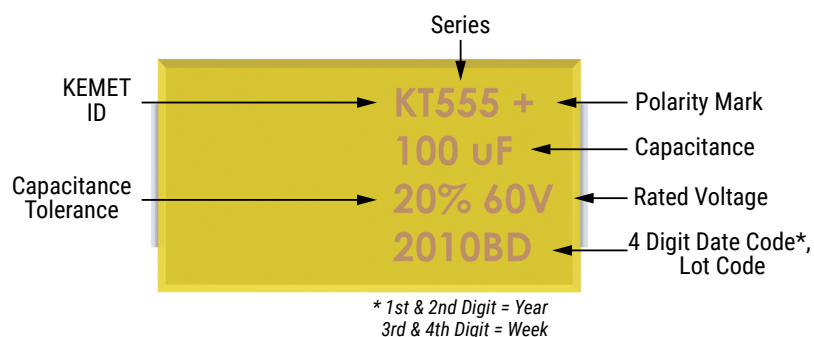 Series
KEMET
ID
KT555 +
Polarity Mark
100 uF
Capacitance
Capacitance
Tolerance
20% 60V
Rated Voltage
2010BD
4 Digit Date Code*,
Lot Code
* 1st & 2nd Digit = Year
3rd & 4th Digit = Week